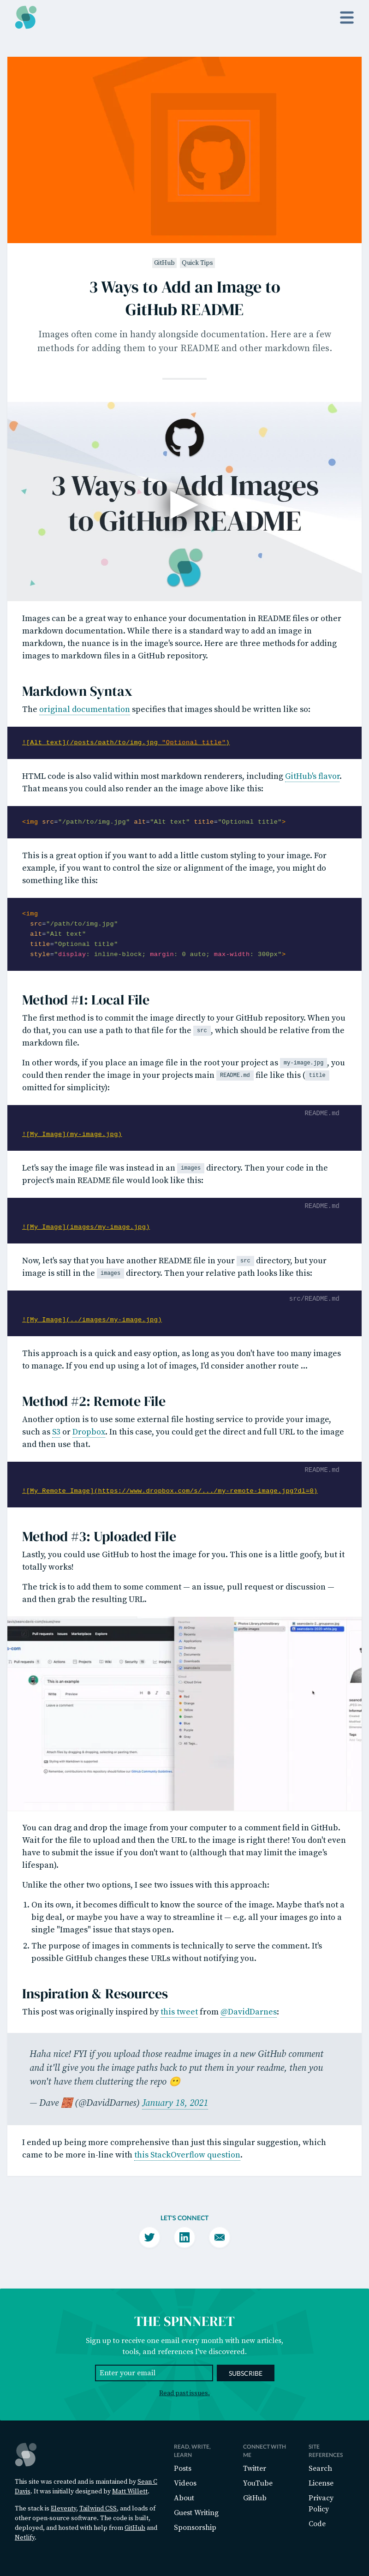 GitHub Quick Tips
3 Ways to Add an Image to
GitHub README
Images often come in handy alongside documentation. Here are a few
methods for adding them to your README and other markdown files.
3 Ways to Add Images
to GitHub README
Images can be a great way to enhance your documentation in README files or other
markdown documentation. While there is a standard way to add an image in
markdown, the nuance is in the image's source. Here are three methods for adding
images to markdown files in a GitHub repository.
Markdown Syntax
The original documentation specifies that images should be written like so:
![Alt text](/posts/path/to/img.jpg "Optional title")
HTML code is also valid within most markdown renderers, including GitHub's flavor.
That means you could also render an the image above like this:
<img src="/path/to/img.jpg" alt="Alt text" title="Optional title">
This is a great option if you want to add a little custom styling to your image. For
example, if you want to control the size or alignment of the image, you might do
something like this:
<img
src="/path/to/img.jpg"
alt="Alt text"
title="Optional title"
style="display: inline-block; margin: 0 auto; max-width: 300px">
Method #1: Local File
The first method is to commit the image directly to your GitHub repository. When you
do that, you can use a path to that file for the src, which should be relative from the
markdown file.
In other words, if you place an image file in the root your project as my-image.jpg, you
could then render the image in your projects main README.md file like this (title
omitted for simplicity):
README.md
![My Image](my-image.jpg)
Let's say the image file was instead in an images directory. Then your code in the
project's main README file would look like this:
README.md
![My Image](images/my-image.jpg)
Now, let's say that you have another README file in your src directory, but your
image is still in the images directory. Then your relative path looks like this:
src/README.md
![My Image](../images/my-image.jpg)
This approach is a quick and easy option, as long as you don't have too many images
to manage. If you end up using a lot of images, I'd consider another route ...
Method #2: Remote File
Another option is to use some external file hosting service to provide your image,
such as S3 or Dropbox. In this case, you could get the direct and full URL to the image
and then use that.
README.md
![My Remote Image](https://www.dropbox.com/s/.../my-remote-image.jpg?dl=0)
Method #3: Uploaded File
Lastly, you could use GitHub to host the image for you. This one is a little goofy, but it
totally works!
The trick is to add them to some comment — an issue, pull request or discussion —
and then grab the resulting URL.
Pull requests Issues Marketplace Explore
s-com
This is an example
Write Preview
Leave a comment
You can drag and drop the image from your computer to a comment field in GitHub.
Wait for the file to upload and then the URL to the image is right there! You don't even
have to submit the issue if you don't want to (although that may limit the image's
lifespan).
Unlike the other two options, I see two issues with this approach:
1. On its own, it becomes difficult to know the source of the image. Maybe that's not a
big deal, or maybe you have a way to streamline it — e.g. all your images go into a
single "Images" issue that stays open.
2. The purpose of images in comments is technically to serve the comment. It's
possible GitHub changes these URLs without notifying you.
Inspiration & Resources
This post was originally inspired by this tweet from @DavidDarnes:
Haha nice! FYI if you upload those readme images in a new GitHub comment
and it'll give you the image paths back to put them in your readme, then you
won't have them cluttering the repo 😶
— Dave 🧱 (@DavidDarnes) January 18, 2021
I ended up being more comprehensive than just this singular suggestion, which
came to be more in-line with this StackOverflow question.
LET'S CONNECT
THE SPINNERET
Sign up to receive one email every month with new articles,
tools, and references I've discovered.
Enter your email SUBSCRIBE
Read past issues.
This site was created and is maintained by Sean C
Davis. It was initially designed by Matt Willett.
The stack is Eleventy, Tailwind CSS, and loads of
other open-source software. The code is built,
deployed, and hosted with help from GitHub and
Netlify.
READ, WRITE,
LEARN
Posts
Videos
About
Guest Writing
Sponsorship
CONNECT WITH
ME
Twitter
YouTube
GitHub
SITE
REFERENCES
Search
License
Privacy
Policy
Code